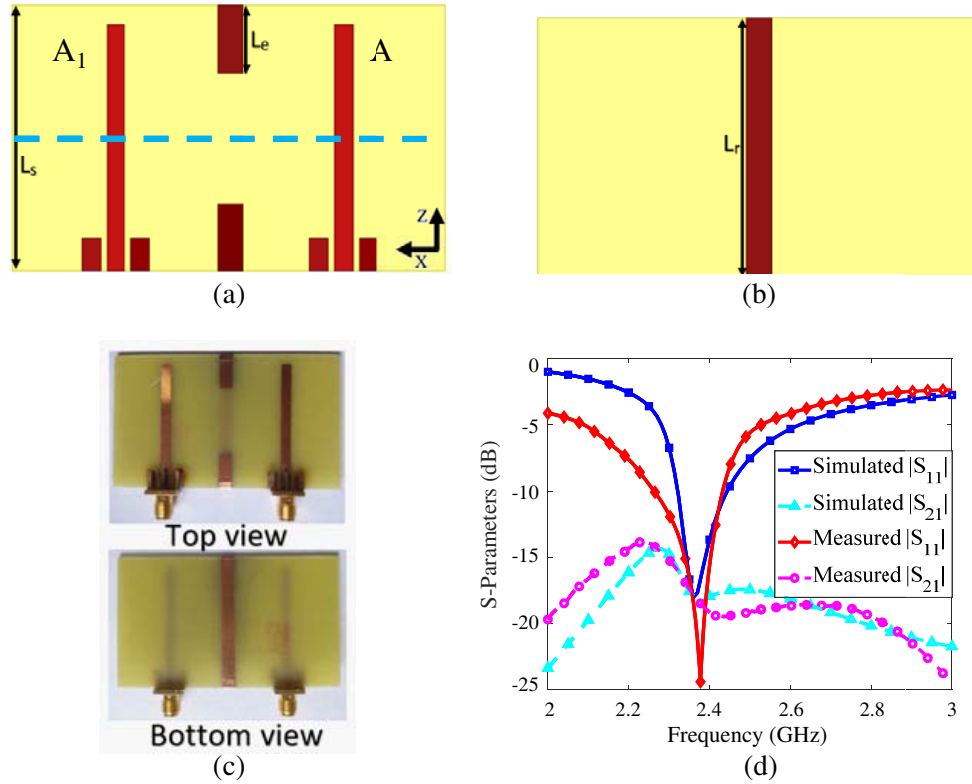 A1
A
Le
Ls
Z
X
(a)
Lr
(b)
Top view
Bottom view
(c)
0
-5
-10
-15
-20
-25
S-Parameters (dB)
Simulated |S11|
Simulated |S21|
Measured |S11|
Measured |S21|
2
2.2
2.4
2.6
2.8
3
Frequency (GHz)
(d)